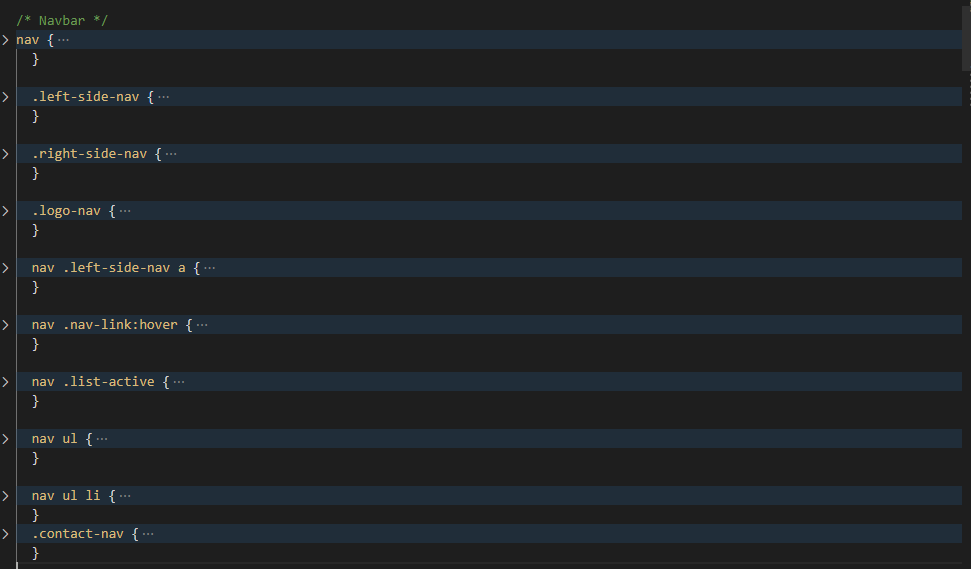 /* Navbar */
nav { ···
}
.left-side-nav { ···
}
.right-side-nav { ···
}
.logo-nav { ···
}
nav .left-side-nav a { ···
}
nav .nav-link:hover { ···
}
nav .list-active { ···
}
nav ul { ···
}
nav ul li { ···
}
.contact-nav { ···
}